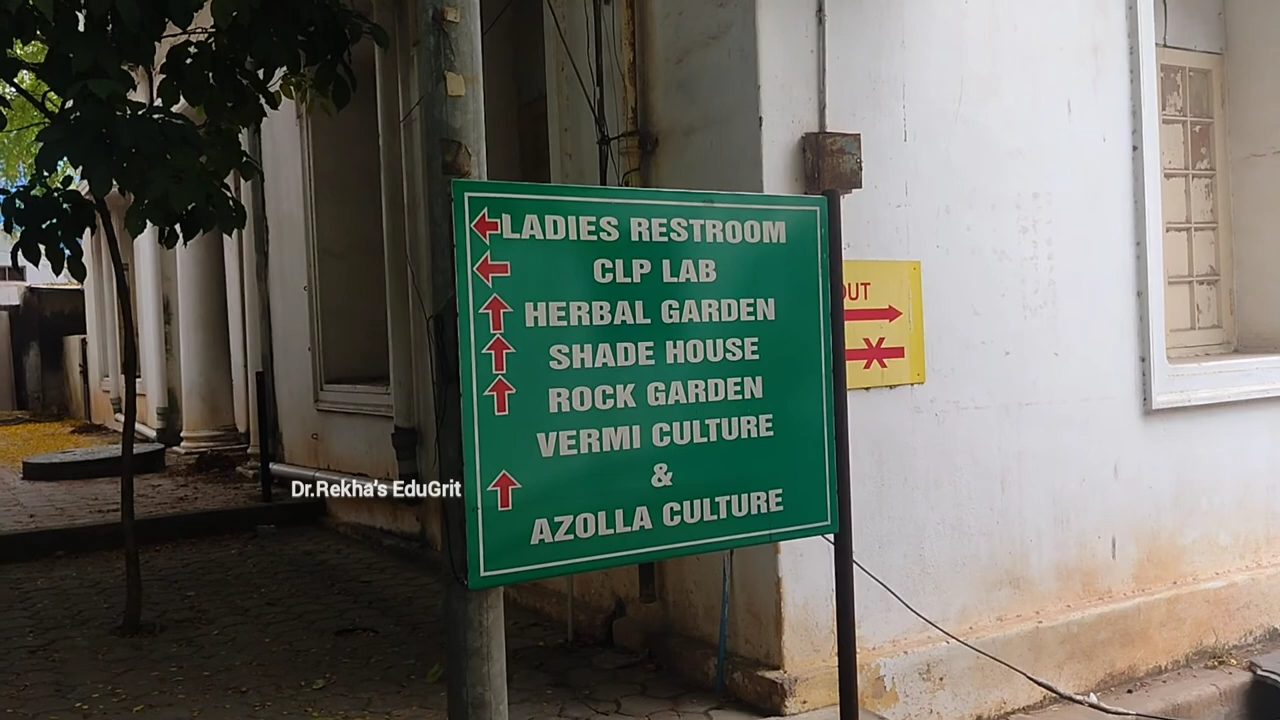 LADIES RESTROOM
CLP LAB
HERBAL GARDEN
SHADE HOUSE
ROCK GARDEN
VERMI CULTURE
&
AZOLLA CULTURE
OUT
X
Dr.Rekha's EduGrit